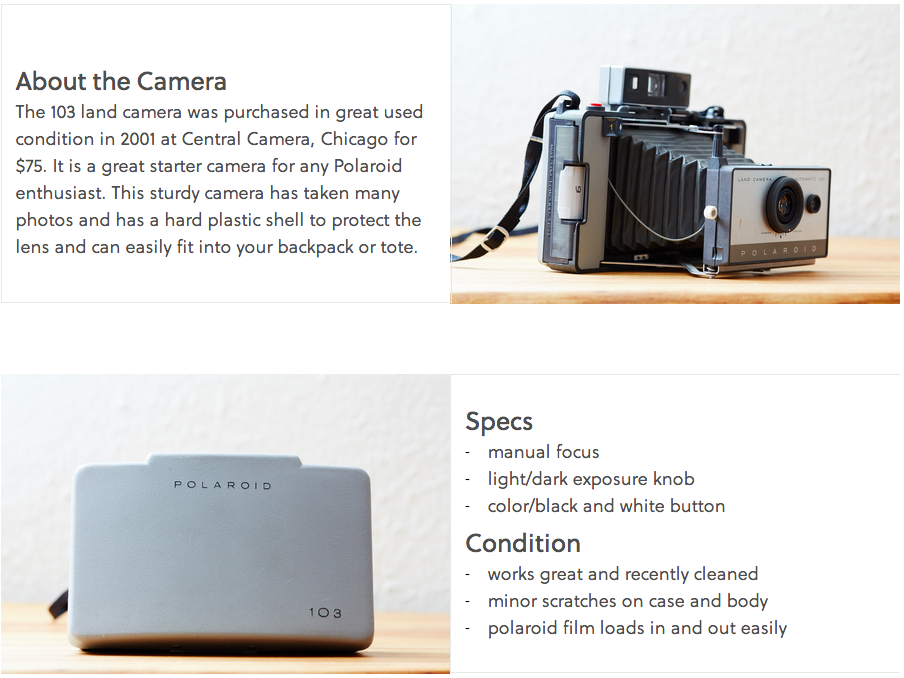 About the Camera
The 103 land camera was purchased in great used
condition in 2001 at Central Camera, Chicago for
$75. It is a great starter camera for any Polaroid
enthusiast. This sturdy camera has taken many
photos and has a hard plastic shell to protect the
lens and can easily fit into your backpack or tote.
LAND CAMERA
POLAROID
POLAROID
103
Specs
- manual focus
- light/dark exposure knob
- color/black and white button
Condition
- works great and recently cleaned
- minor scratches on case and body
- polaroid film loads in and out easily